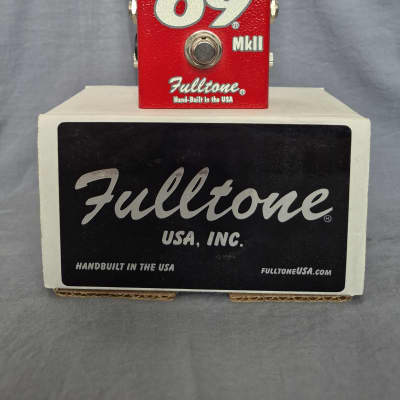 69®
MkII
Fulltone®
Hand-Built in the USA
Fulltone®
USA, INC.
HANDBUILT IN THE USA
FULLTONEUSA.COM